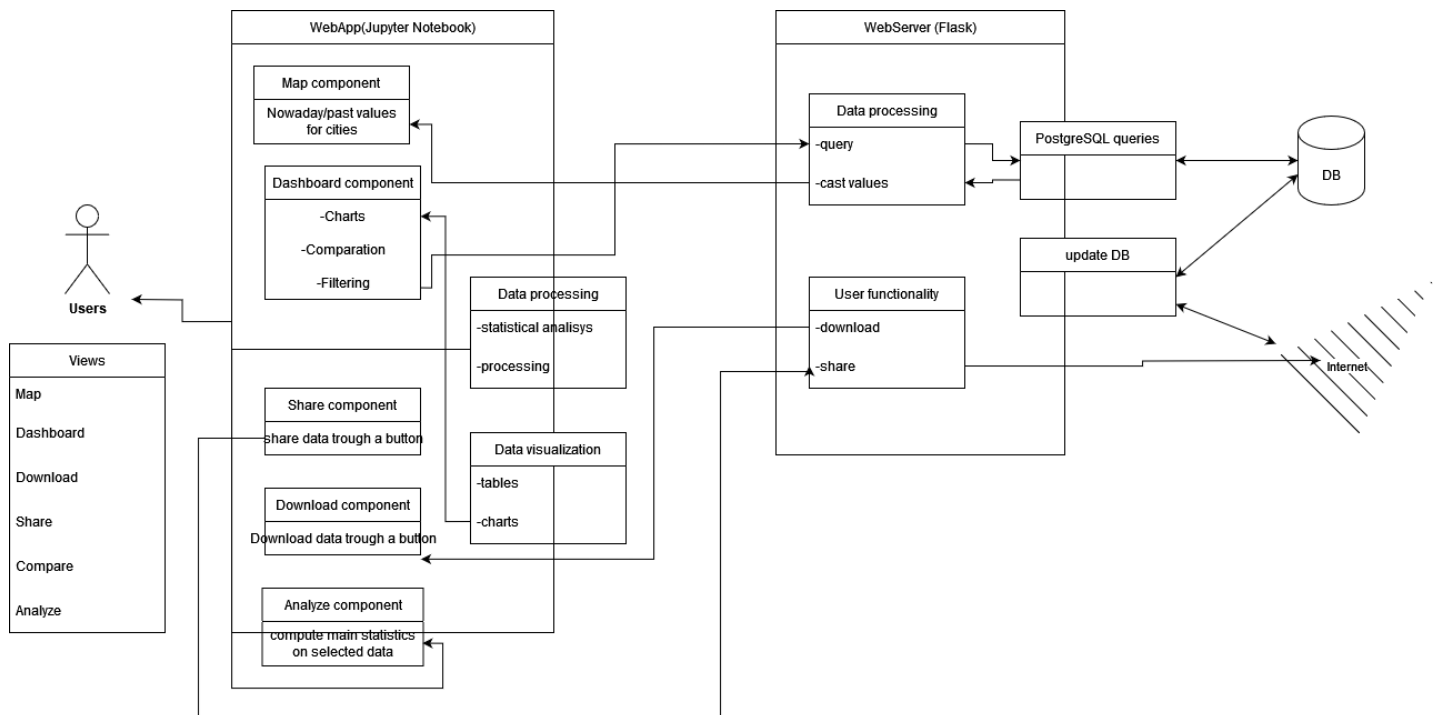 WebApp(Jupyter Notebook)
Map component
Nowaday/past values
for cities
Dashboard component
-Charts
-Comparation
-Filtering
Data processing
-statistical analisys
-processing
Share component
share data trough a button
Data visualization
-tables
-charts
Download component
Download data trough a button
Analyze component
compute main statistics
on selected data
Users
Views
Map
Dashboard
Download
Share
Compare
Analyze
WebServer (Flask)
Data processing
-query
-cast values
User functionality
-download
-share
PostgreSQL queries
update DB
DB
Internet